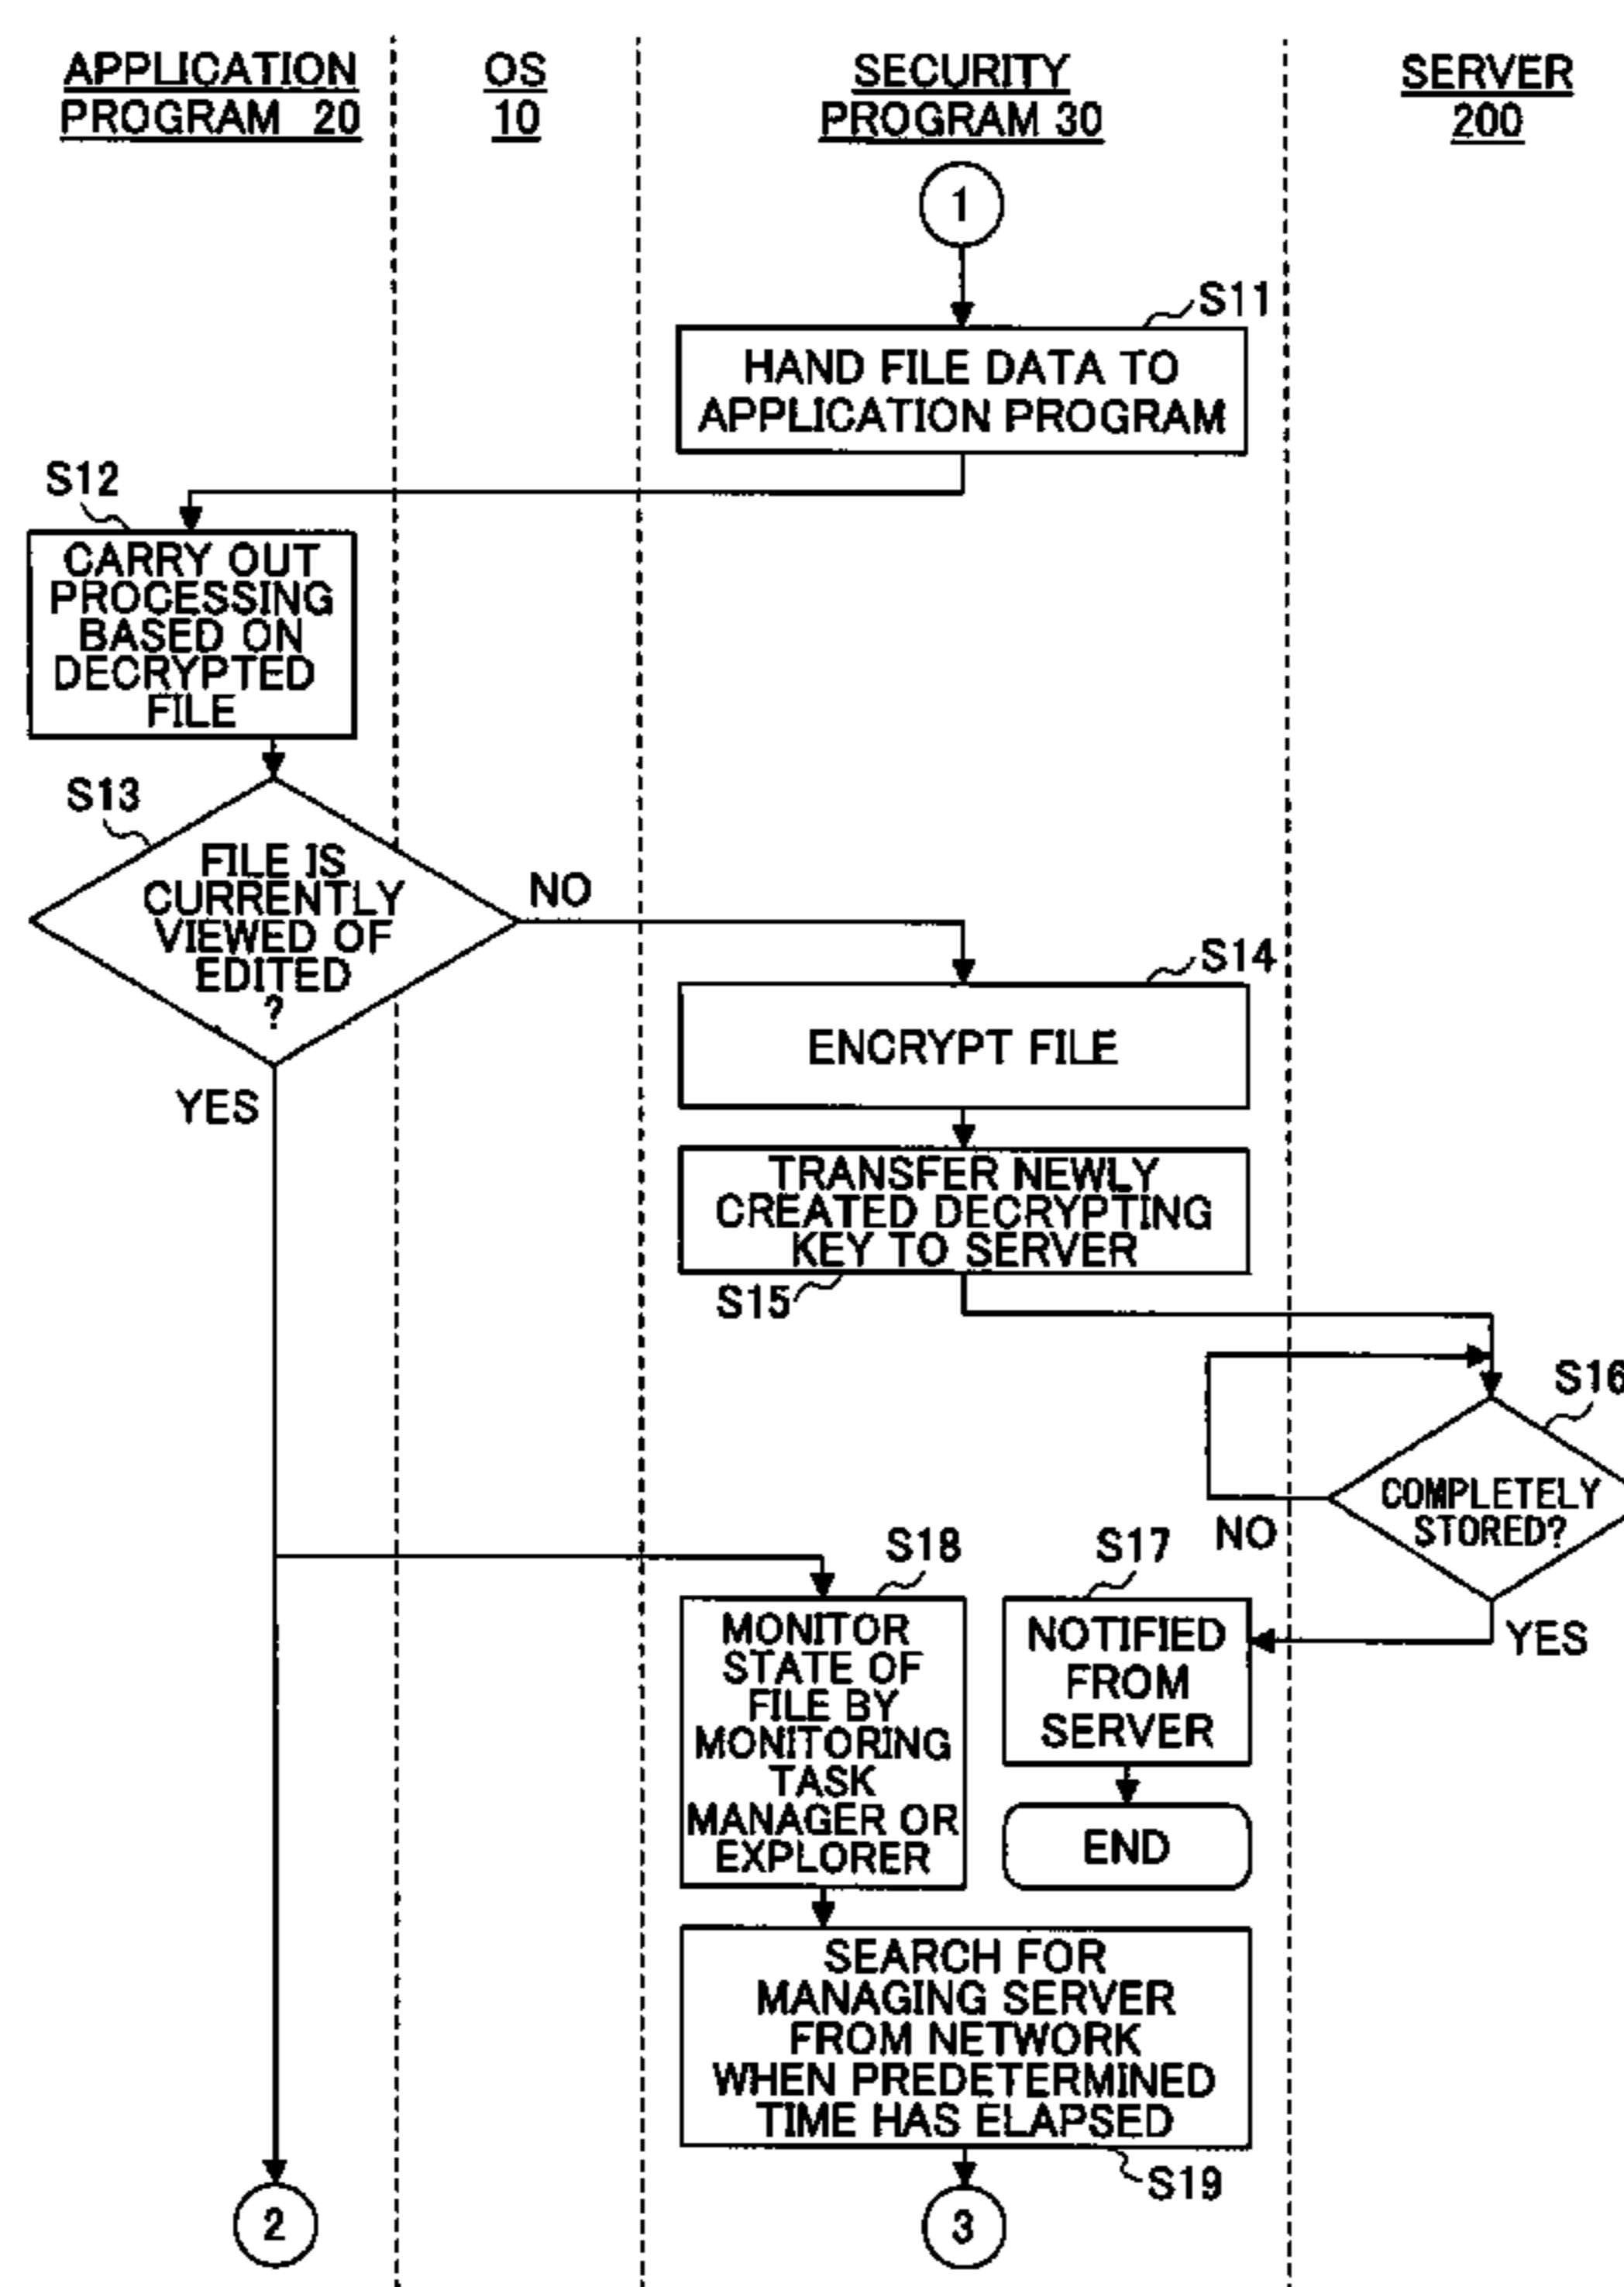 APPLICATION
PROGRAM 20
OS
10
SECURITY
PROGRAM 30
SERVER
200
1
S11
HAND FILE DATA TO
APPLICATION PROGRAM
S12
CARRY OUT
PROCESSING
BASED ON
DECRYPTED
FILE
S13
FILE IS
CURRENTLY
VIEWED OF
EDITED
?
NO
YES
S14
ENCRYPT FILE
TRANSFER NEWLY
CREATED DECRYPTING
KEY TO SERVER
S15
S16
COMPLETELY
STORED?
NO
YES
S17
NOTIFIED
FROM
SERVER
END
S18
MONITOR
STATE OF
FILE BY
MONITORING
TASK
MANAGER OR
EXPLORER
SEARCH FOR
MANAGING SERVER
FROM NETWORK
WHEN PREDETERMINED
TIME HAS ELAPSED
S19
2
3